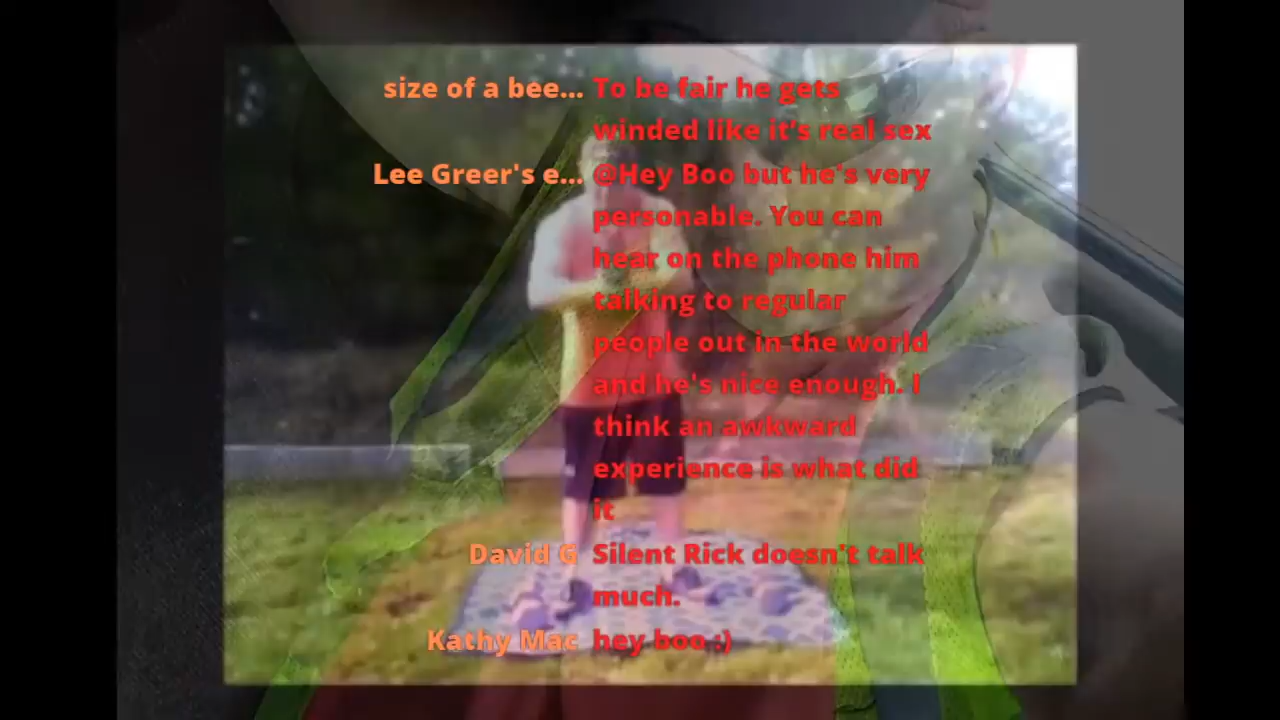 size of a bee... To be fair he gets
winded like it's real sex
Lee Greer's e... @Hey Boo but he's very
personable. You can
hear on the phone him
talking to regular
people out in the world
and he's nice enough. I
think an awkward
experience is what did
it
David G Silent Rick doesn't talk
much.
Kathy Mac hey boo :)